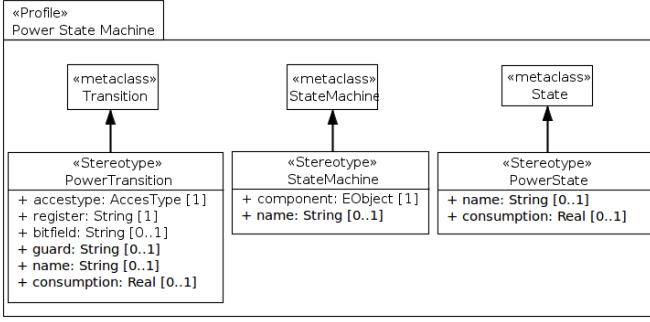 «Profile»
Power State Machine
«metaclass»
Transition
«metaclass»
StateMachine
«metaclass»
State
«Stereotype»
PowerTransition
+ accestype: AccesType [1]
+ register: String [1]
+ bitfield: String [0..1]
+ guard: String [0..1]
+ name: String [0..1]
+ consumption: Real [0..1]
«Stereotype»
StateMachine
+ component: EObject [1]
+ name: String [0..1]
«Stereotype»
PowerState
+ name: String [0..1]
+ consumption: Real [0..1]